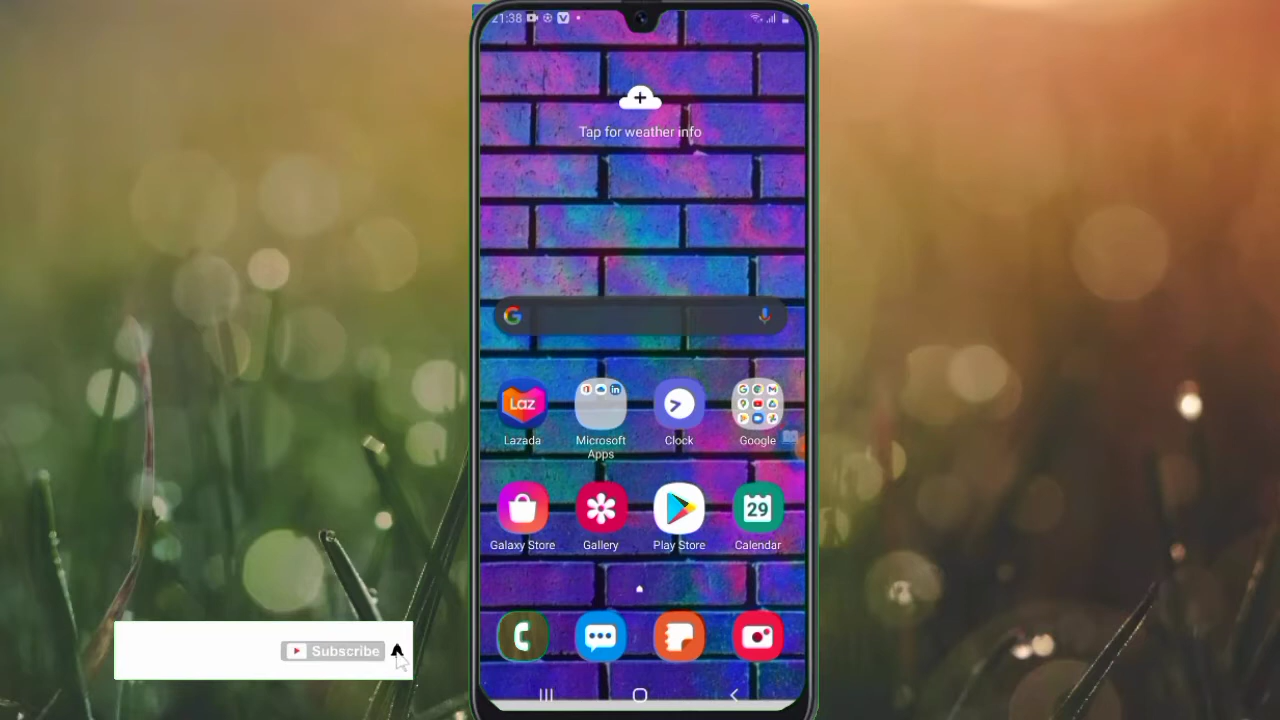 21:38
Tap for weather info
Laz
Lazada
Microsoft Apps
Clock
Google
Galaxy Store
Gallery
Play Store
29
Calendar
Subscribe